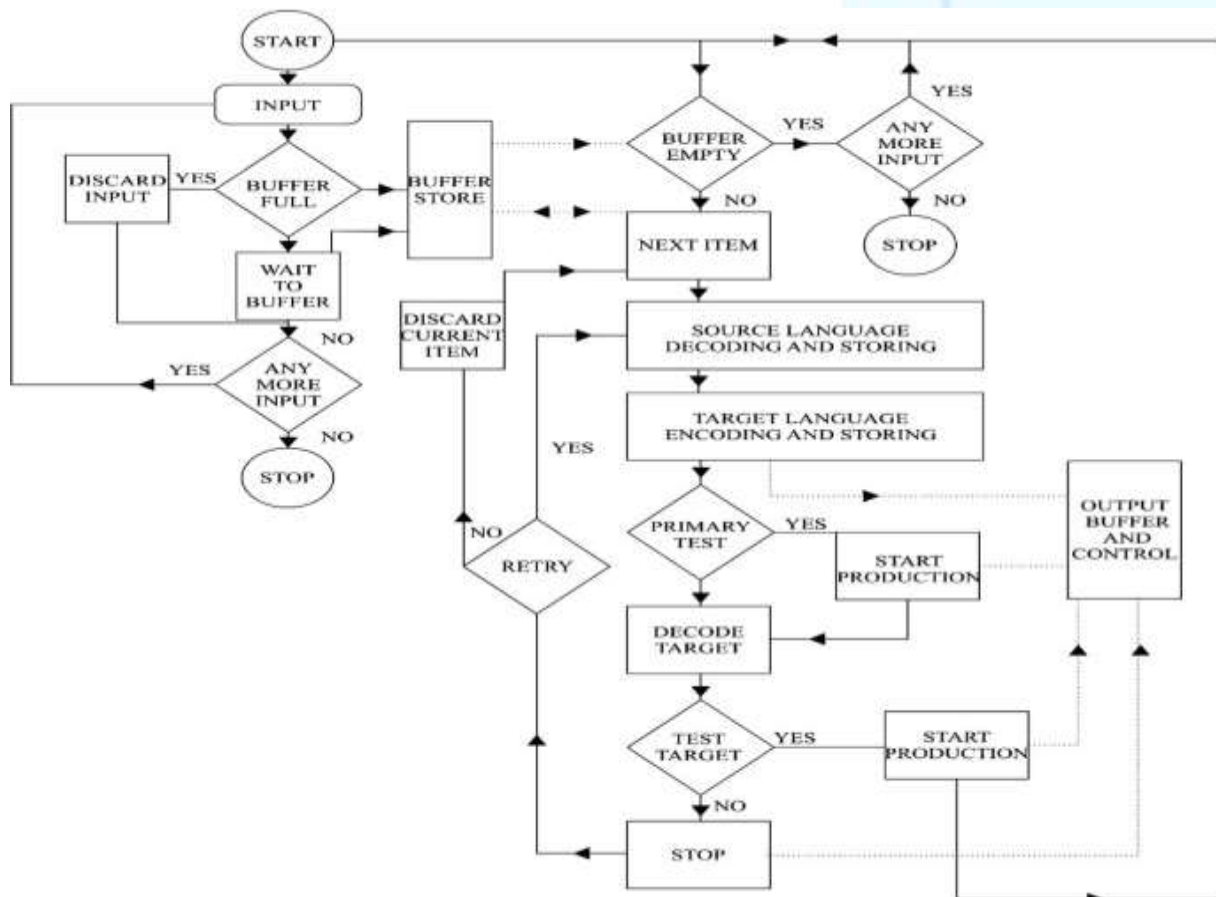 START
INPUT
YES
DISCARD
INPUT
BUFFER
FULL
BUFFER
STORE
WAIT
TO
BUFFER
NO
YES
ANY
MORE
INPUT
NO
STOP
BUFFER
EMPTY
YES
YES
ANY
MORE
INPUT
NO
STOP
NO
NEXT ITEM
DISCARD
CURRENT
ITEM
SOURCE LANGUAGE
DECODING AND STORING
TARGET LANGUAGE
ENCODING AND STORING
YES
NO
RETRY
PRIMARY
TEST
YES
START
PRODUCTION
OUTPUT
BUFFER
AND
CONTROL
DECODE
TARGET
TEST
TARGET
YES
START
PRODUCTION
NO
STOP